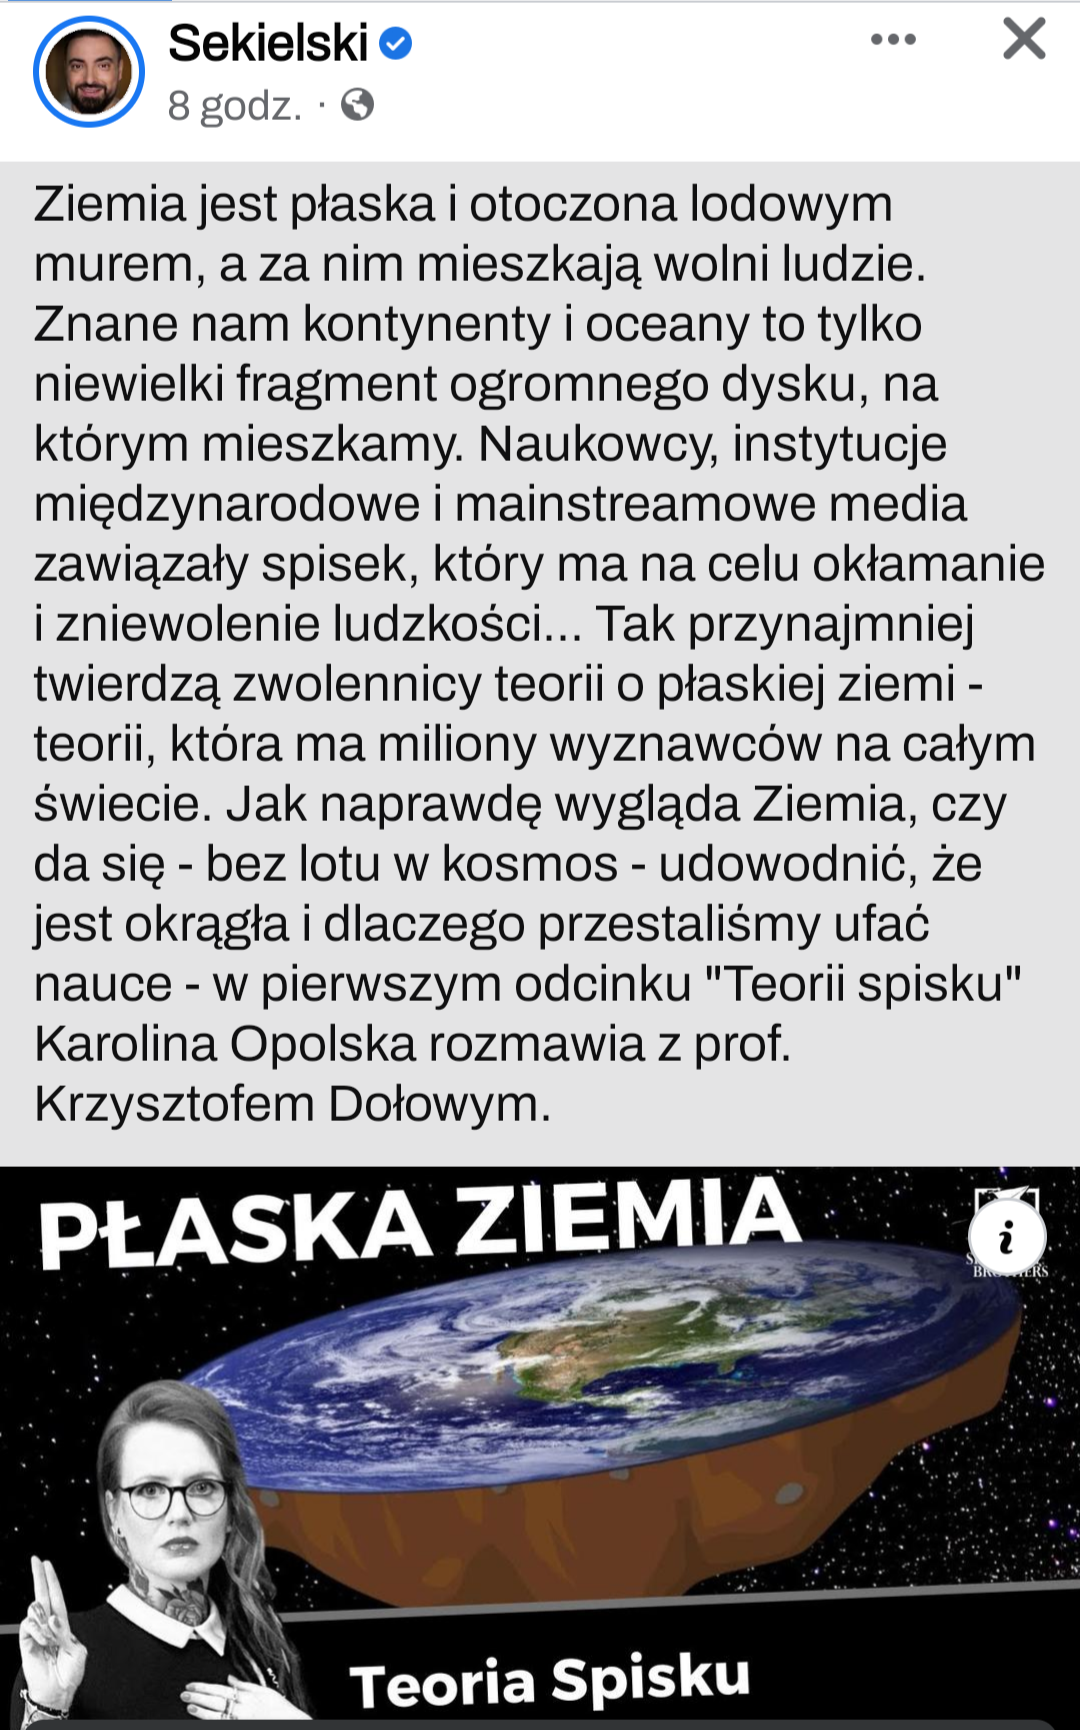 Sekielski
8 godz. ·
Ziemia jest płaska i otoczona lodowym
murem, a za nim mieszkają wolni ludzie.
Znane nam kontynenty i oceany to tylko
niewielki fragment ogromnego dysku, na
którym mieszkamy. Naukowcy, instytucje
międzynarodowe i mainstreamowe media
zawiązały spisek, który ma na celu okłamanie
i zniewolenie ludzkości... Tak przynajmniej
twierdzą zwolennicy teorii o płaskiej ziemi -
teorii, która ma miliony wyznawców na całym
świecie. Jak naprawdę wygląda Ziemia, czy
da się - bez lotu w kosmos - udowodnić, że
jest okrągła i dlaczego przestaliśmy ufać
nauce - w pierwszym odcinku "Teorii spisku"
Karolina Opolska rozmawia z prof.
Krzysztofem Dołowym.
PŁASKA ZIEMIA
i
Teoria Spisku